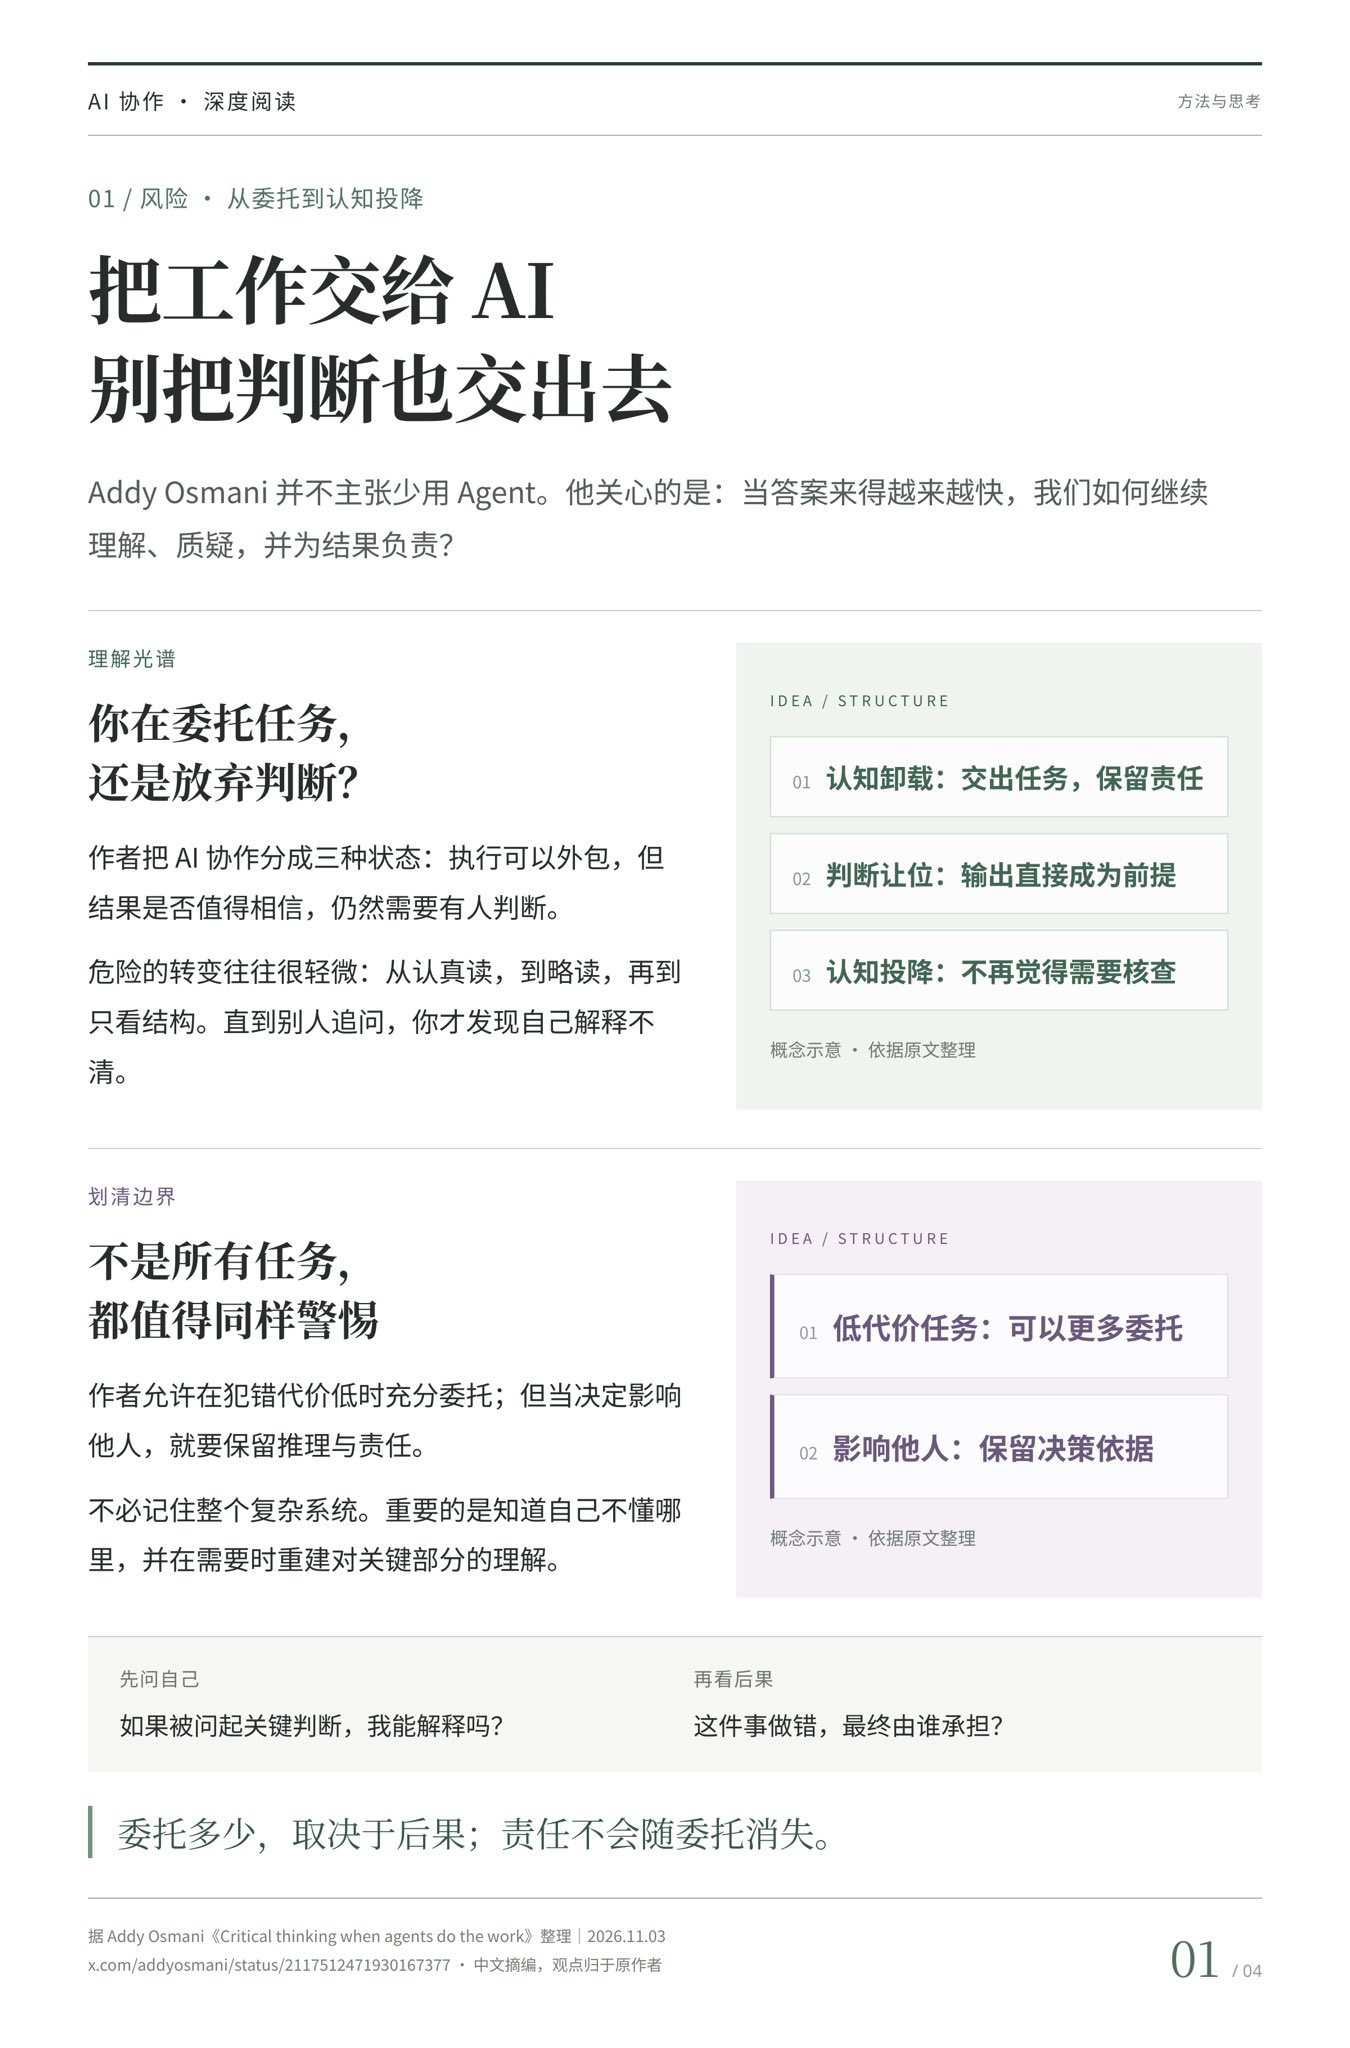 AI 协作 · 深度阅读
方法与思考
01 / 风险 · 从委托到认知投降
把工作交给 AI
别把判断也交出去
Addy Osmani 并不主张少用 Agent。他关心的是：当答案来得越来越快，我们如何继续
理解、质疑，并为结果负责？
理解光谱
你在委托任务，
还是放弃判断？
作者把 AI 协作分成三种状态：执行可以外包，但
结果是否值得相信，仍然需要有人判断。
危险的转变往往很轻微：从认真读，到略读，再到
只看结构。直到别人追问，你才发现自己解释不
清。
IDEA / STRUCTURE
01 认知卸载：交出任务，保留责任
02 判断让位：输出直接成为前提
03 认知投降：不再觉得需要核查
概念示意 · 依据原文整理
划清边界
不是所有任务，
都值得同样警惕
作者允许在犯错代价低时充分委托；但当决定影响
他人，就要保留推理与责任。
不必记住整个复杂系统。重要的是知道自己不懂哪
里，并在需要时重建对关键部分的理解。
IDEA / STRUCTURE
01 低代价任务：可以更多委托
02 影响他人：保留决策依据
概念示意 · 依据原文整理
先问自己
如果被问起关键判断，我能解释吗？
再看后果
这件事做错，最终由谁承担？
委托多少，取决于后果；责任不会随委托消失。
据 Addy Osmani《Critical thinking when agents do the work》整理｜2026.11.03
x.com/addyosmani/status/2117512471930167377 · 中文摘编，观点归于原作者
01 / 04